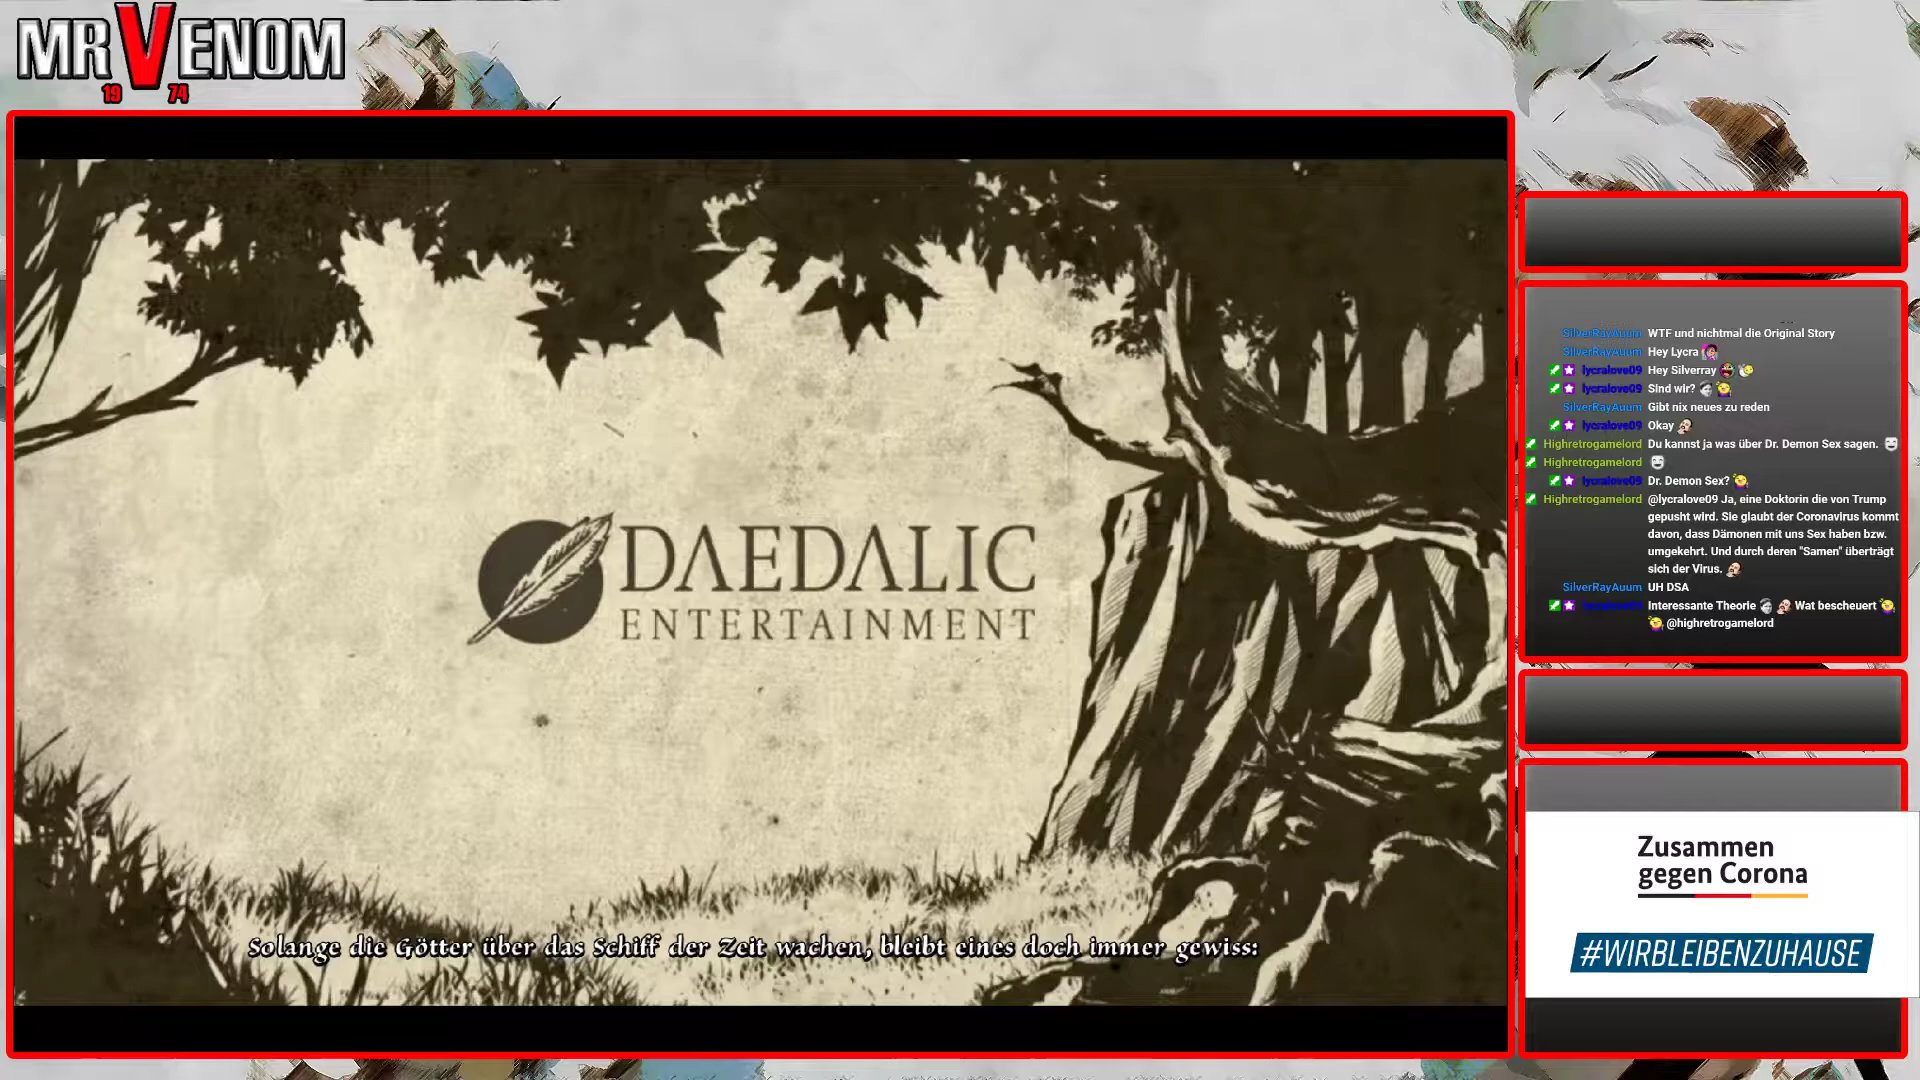 MRVENOM
19 74
DAEDALIC
ENTERTAINMENT
Solange die Götter über das Schiff der Zeit wachen, bleibt eines doch immer gewiss:
SilverRayAuum WTF und nichtmal die Original Story
SilverRayAuum Hey Lycra
lycralove09 Hey Silverray
lycralove09 Sind wir?
SilverRayAuum Gibt nix neues zu reden
lycralove09 Okay
Highretrogamelord Du kannst ja was über Dr. Demon Sex sagen.
Highretrogamelord
lycralove09 Dr. Demon Sex?
Highretrogamelord @lycralove09 Ja, eine Doktorin die von Trump
gepusht wird. Sie glaubt der Coronavirus kommt
davon, dass Dämonen mit uns Sex haben bzw.
umgekehrt. Und durch deren "Samen" überträgt
sich der Virus.
SilverRayAuum UH DSA
lycralove09 Interessante Theorie Wat bescheuert
@highretrogamelord
Zusammen
gegen Corona
#WIRBLEIBENZUHAUSE